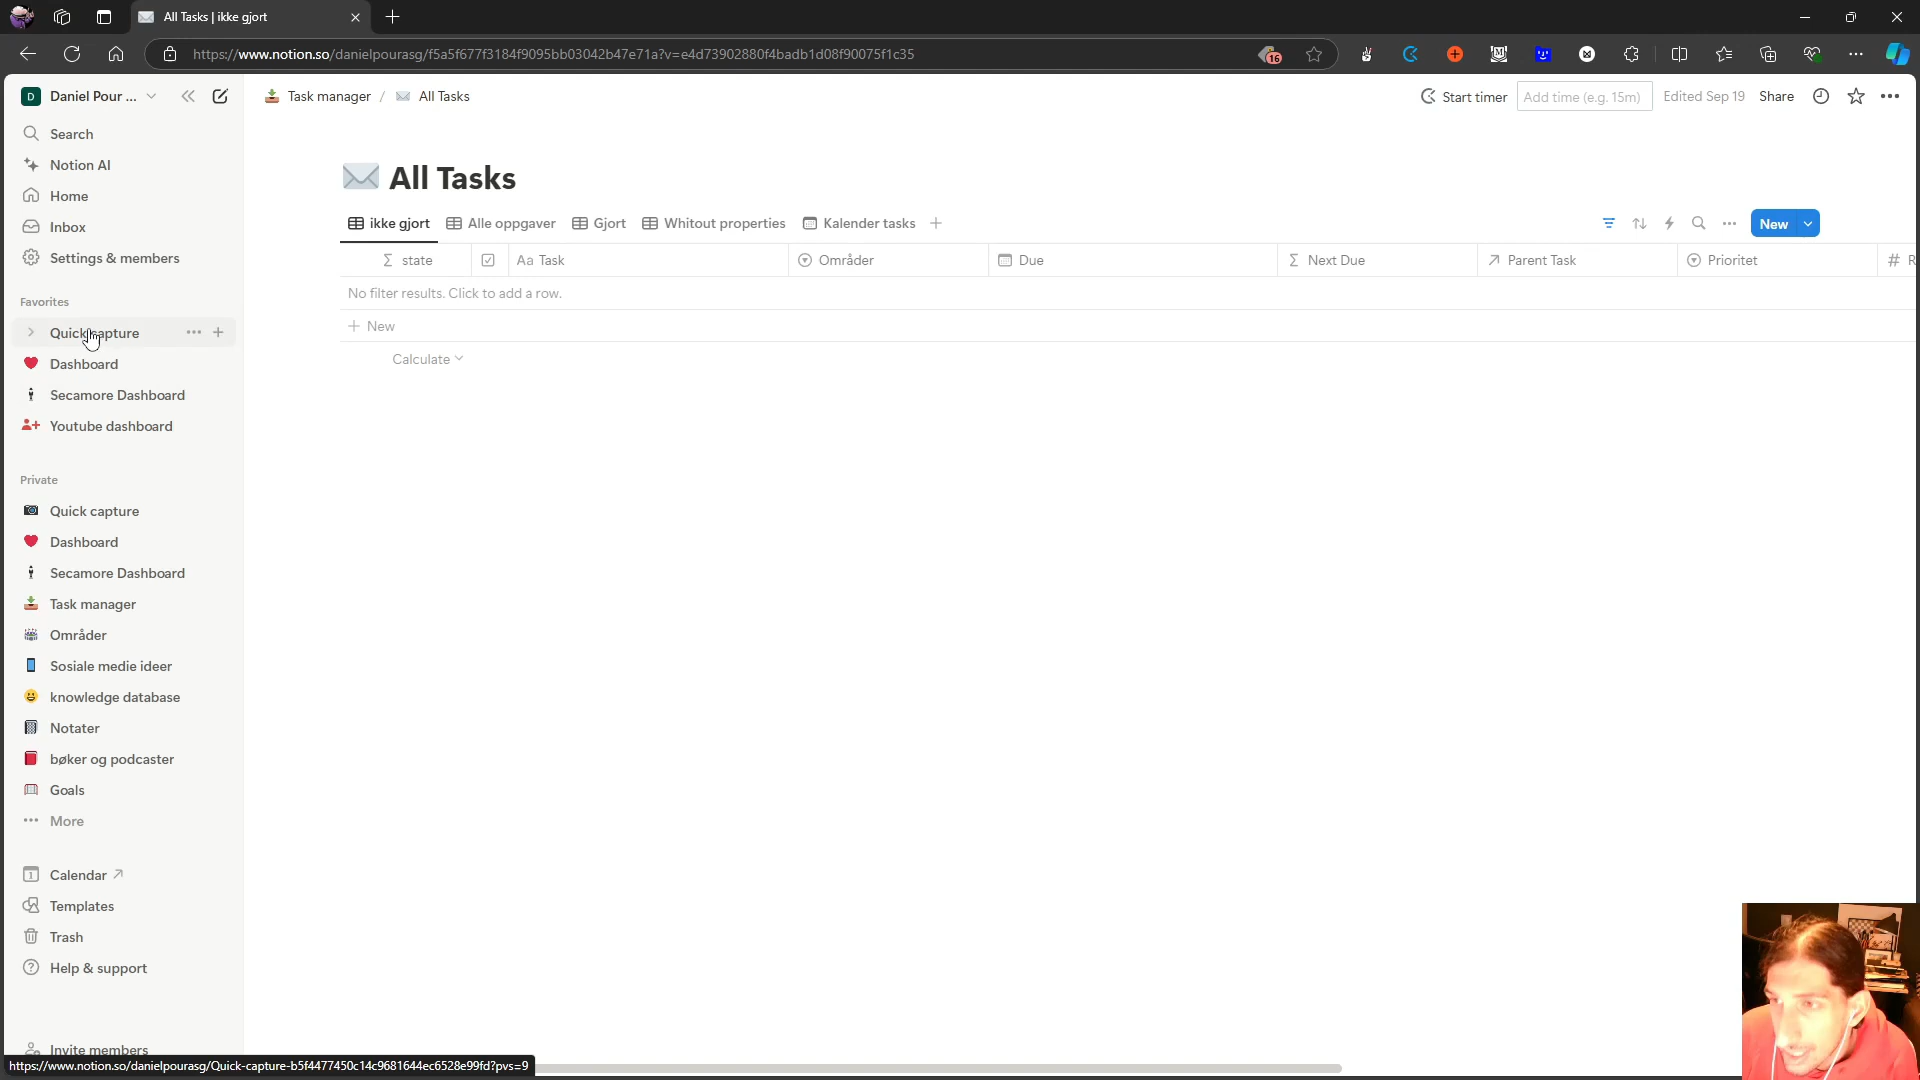 All Tasks | ikke gjort
https://www.notion.so/danielpourasg/f5a5f677f3184f9095bb03042b47e71a?v=e4d73902880f4badb1d08f90075f1c35
16
D Daniel Pour ...
Task manager / All Tasks
Start timer
Add time (e.g. 15m)
Edited Sep 19
Share
Search
Notion AI
Home
Inbox
Settings & members
Favorites
Quick capture
Dashboard
Secamore Dashboard
Youtube dashboard
Private
Quick capture
Dashboard
Secamore Dashboard
Task manager
Områder
Sosiale medie ideer
knowledge database
Notater
bøker og podcaster
Goals
More
1 Calendar
Templates
Trash
Help & support
Invite members
https://www.notion.so/danielpourasg/Quick-capture-b5f4477450c14c9681644ec6528e99fd?pvs=9
All Tasks
ikke gjort Alle oppgaver Gjort Whitout properties Kalender tasks
New
Σ state Aa Task Områder Due Σ Next Due Parent Task Prioritet # R
No filter results. Click to add a row.
+ New
Calculate